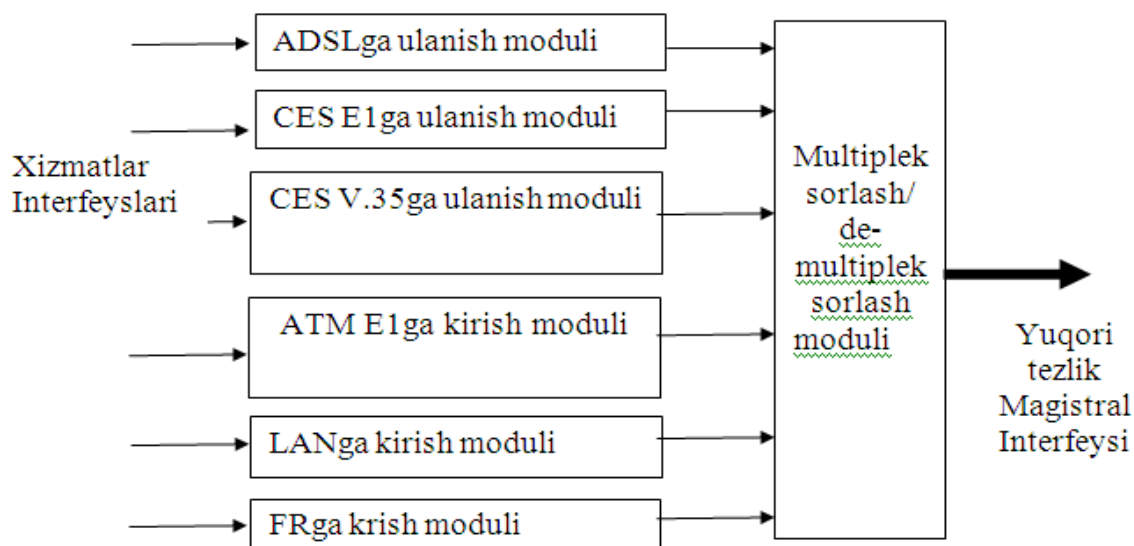 ADSLga ulanish moduli
CES E1ga ulanish moduli
Xizmatlar
Interfeyslari
CES V.35ga ulanish moduli
ATM E1ga kirish moduli
LANga kirish moduli
FRga krish moduli
Multiplek
sorlash/
de-
multiplek
sorlash
moduli
Yuqori
tezlik
Magistral
Interfeysi